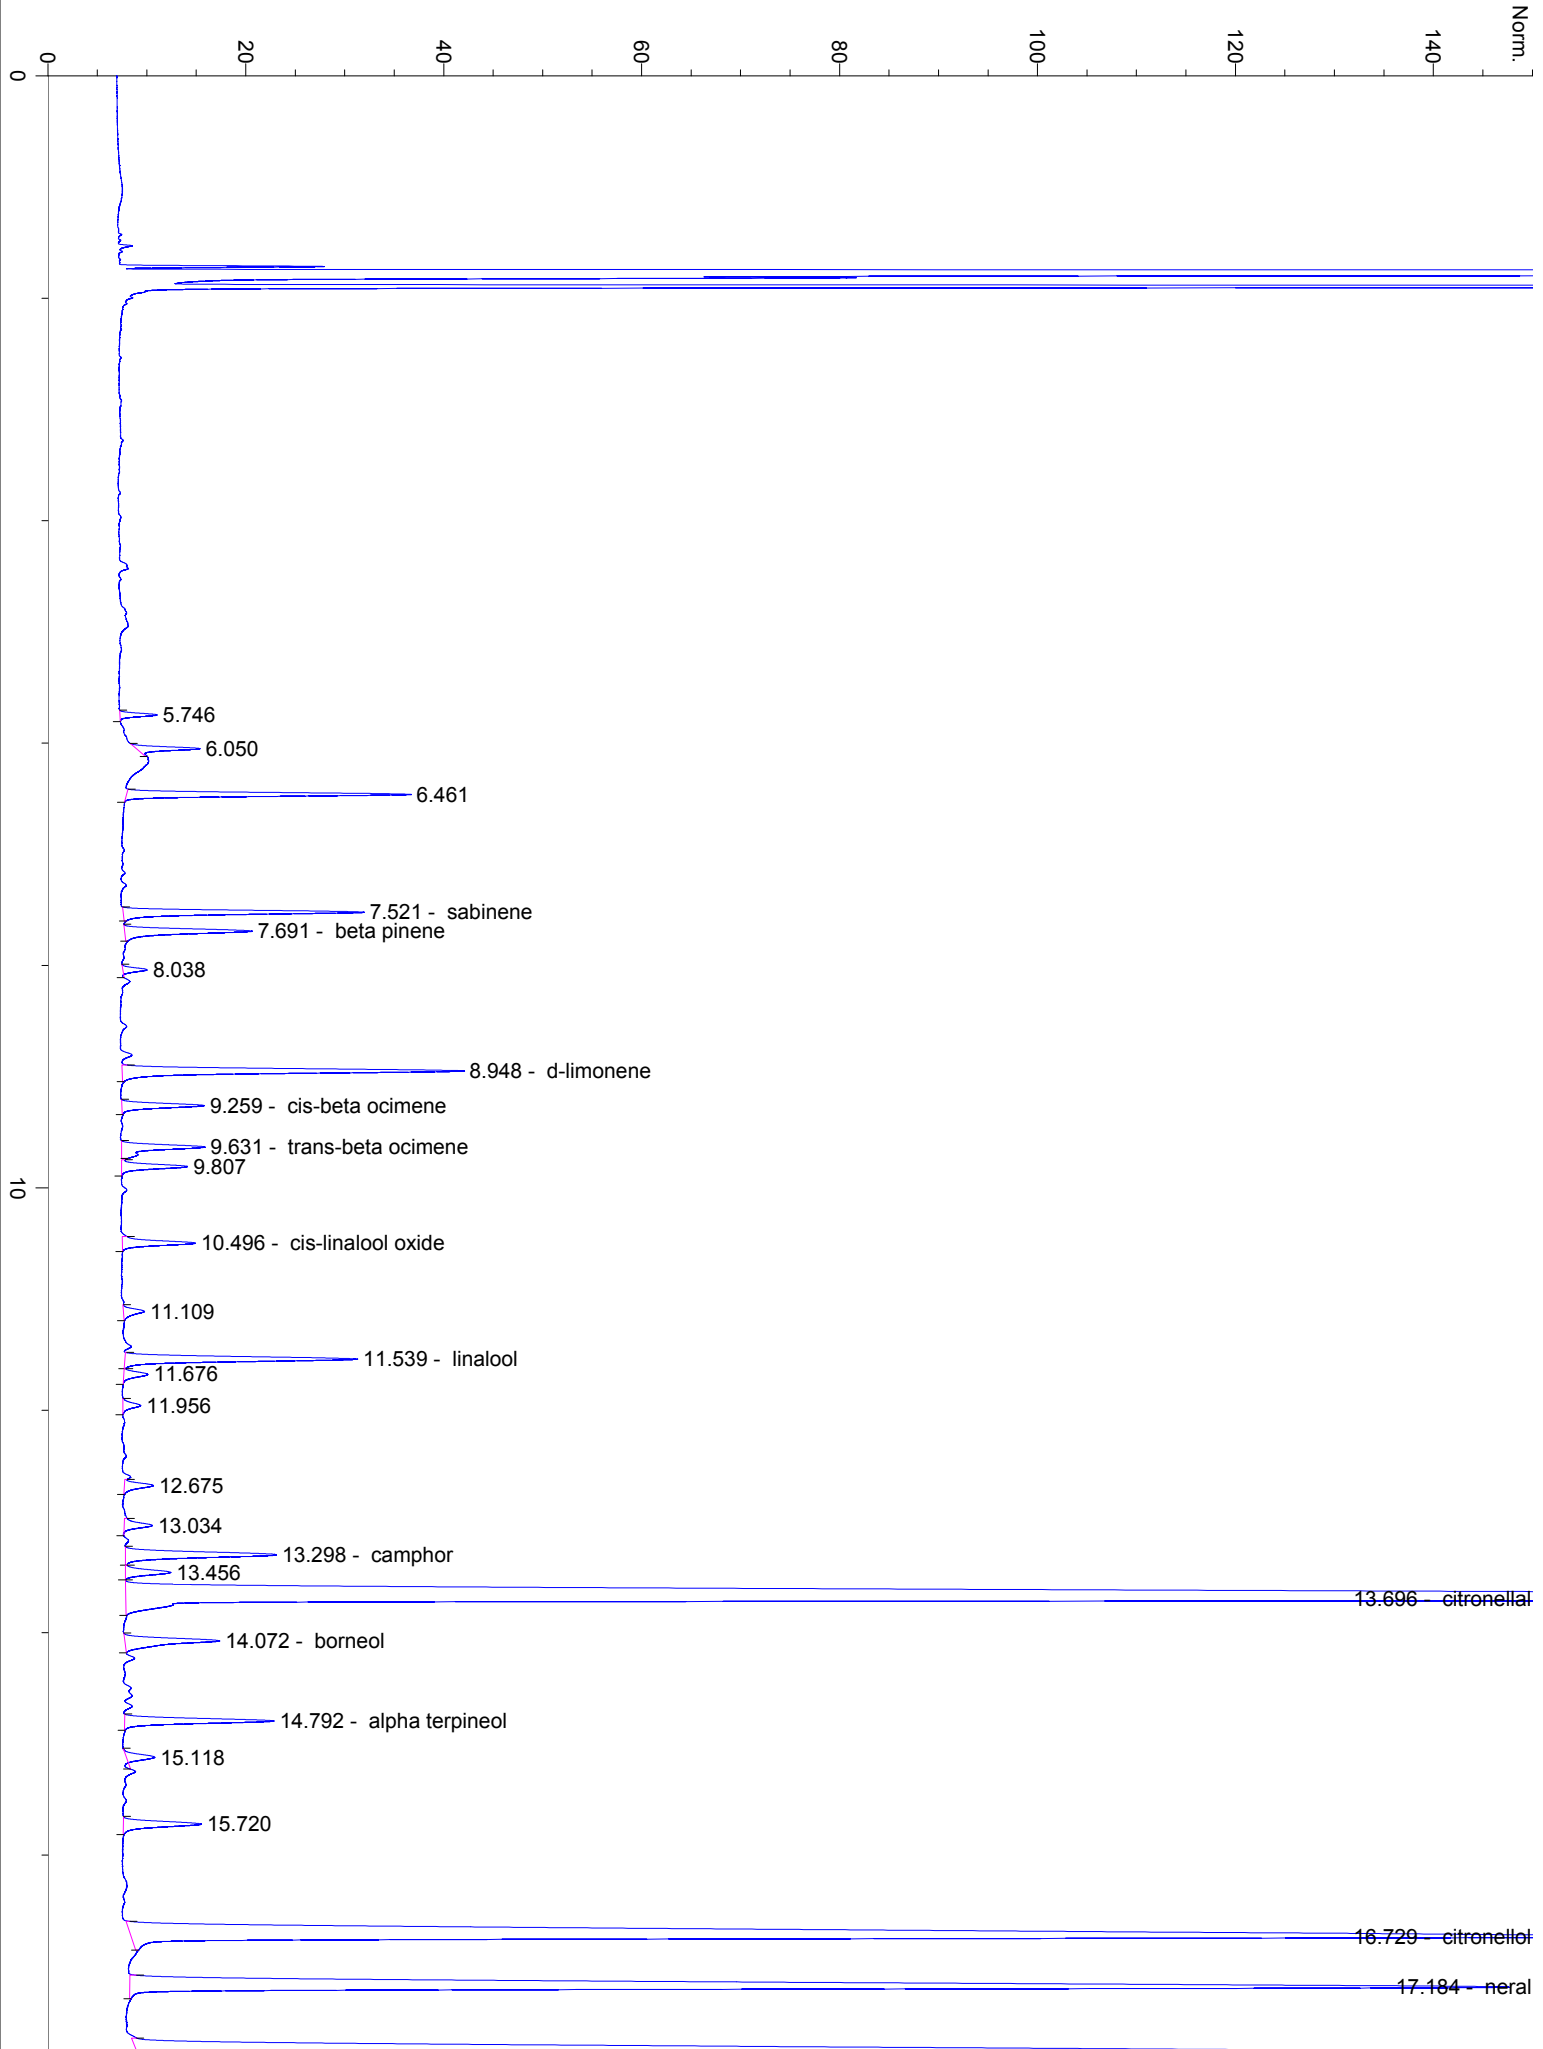 Norm.
0
20
40
60
80
100
120
140
0
5.746
6.050
6.461
7.521 - sabinene
7.691 - beta pinene
8.038
8.948 - d-limonene
9.259 - cis-beta ocimene
9.631 - trans-beta ocimene
9.807
10
10.496 - cis-linalool oxide
11.109
11.539 - linalool
11.676
11.956
12.675
13.034
13.298 - camphor
13.456
13.696 - citronellal
14.072 - borneol
14.792 - alpha terpineol
15.118
15.720
16.729 - citronellol
17.184 - neral